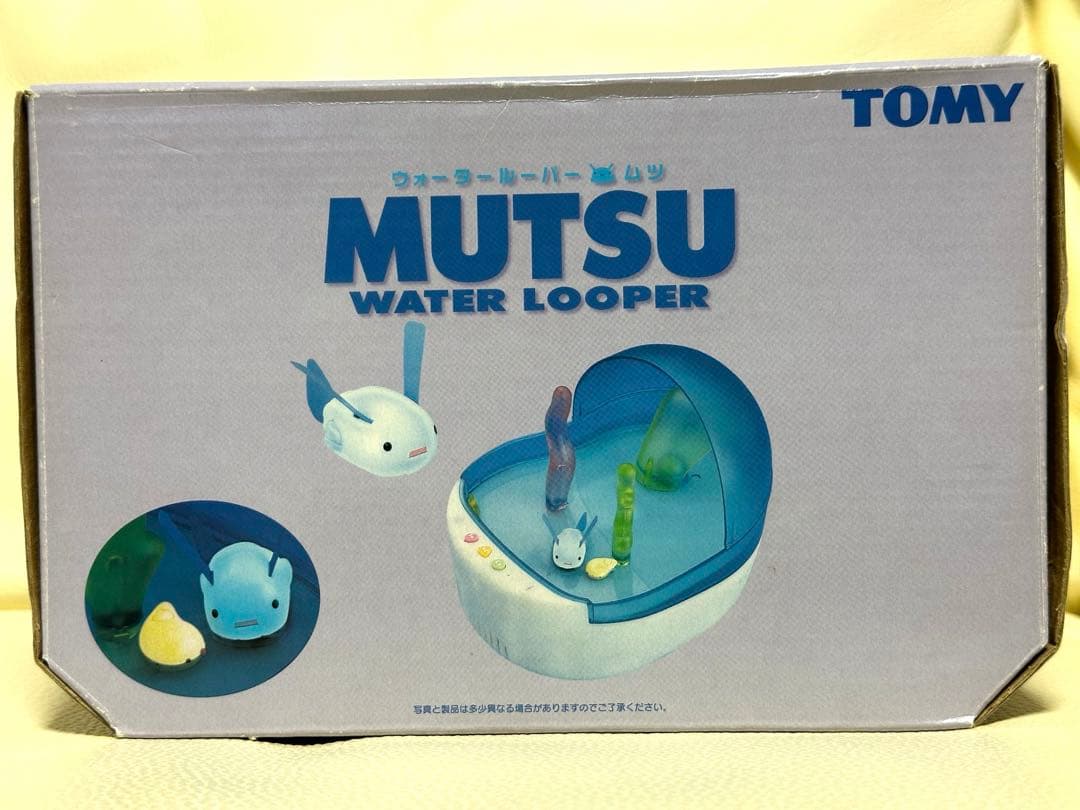 TOMY
ウォータールーパー ムツ
MUTSU
WATER LOOPER
写真と製品は多少異なる場合がありますのでご了承ください。